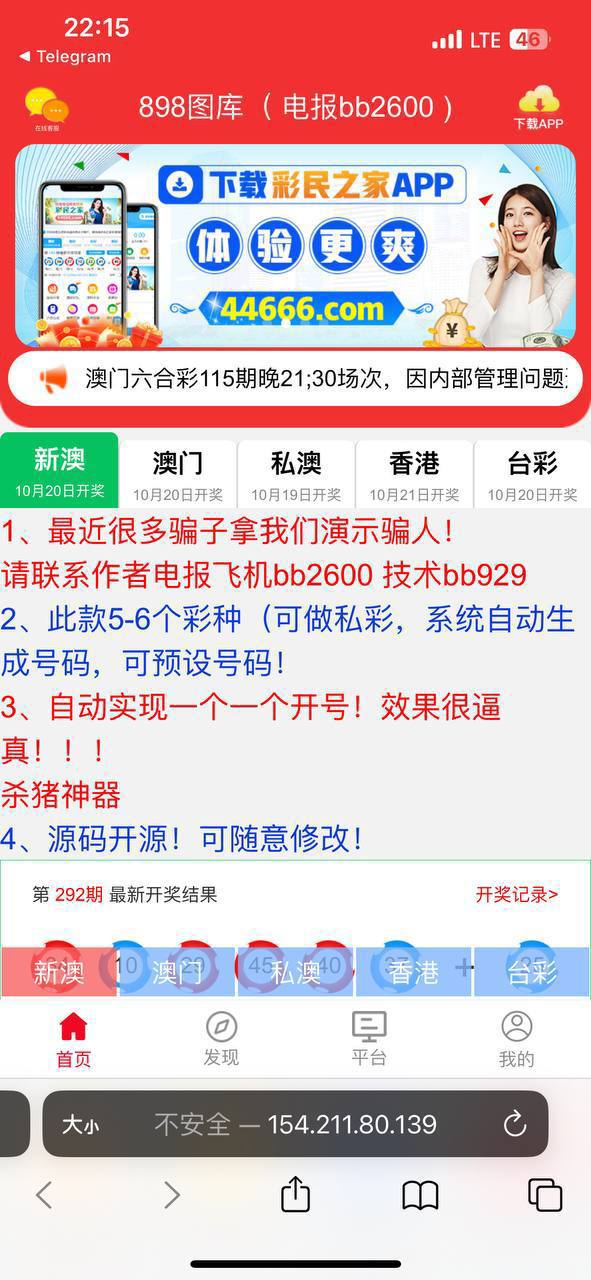 22:15
LTE 46
◀ Telegram
在线客服
898图库（电报bb2600）
下载APP
下载彩民之家APP
体验更爽
44666.com
澳门六合彩115期晚21;30场次，因内部管理问题
新澳
10月20日开奖
澳门
10月20日开奖
私澳
10月19日开奖
香港
10月21日开奖
台彩
10月20日开奖
1、最近很多骗子拿我们演示骗人！
请联系作者电报飞机bb2600 技术bb929
2、此款5-6个彩种（可做私彩，系统自动生
成号码，可预设号码！
3、自动实现一个一个开号！效果很逼
真！！！
杀猪神器
4、源码开源！可随意修改！
第 292期 最新开奖结果
开奖记录>
10 29 45 40 +
新澳 澳门 私澳 香港 台彩
首页 发现 平台 我的
大小 不安全 — 154.211.80.139